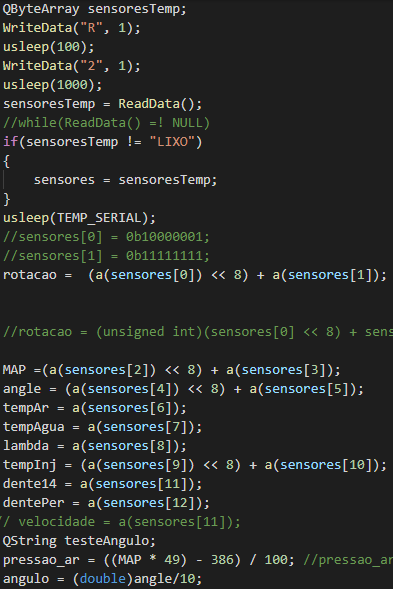 QByteArray sensoresTemp;
WriteData("R", 1);
usleep(100);
WriteData("2", 1);
usleep(1000);
sensoresTemp = ReadData();
//while(ReadData() =! NULL)
if(sensoresTemp != "LIXO")
{
    sensores = sensoresTemp;
}
usleep(TEMP_SERIAL);
//sensores[0] = 0b10000001;
//sensores[1] = 0b11111111;
rotacao =  (a(sensores[0]) << 8) + a(sensores[1]);
//rotacao = (unsigned int)(sensores[0] << 8) + sens
MAP =(a(sensores[2]) << 8) + a(sensores[3]);
angle = (a(sensores[4]) << 8) + a(sensores[5]);
tempAr = a(sensores[6]);
tempAgua = a(sensores[7]);
lambda = a(sensores[8]);
tempInj = (a(sensores[9]) << 8) + a(sensores[10]);
dente14 = a(sensores[11]);
dentePer = a(sensores[12]);
// velocidade = a(sensores[11]);
QString testeAngulo;
pressao_ar = ((MAP * 49) - 386) / 100; //pressao_ar
angulo = (double)angle/10;